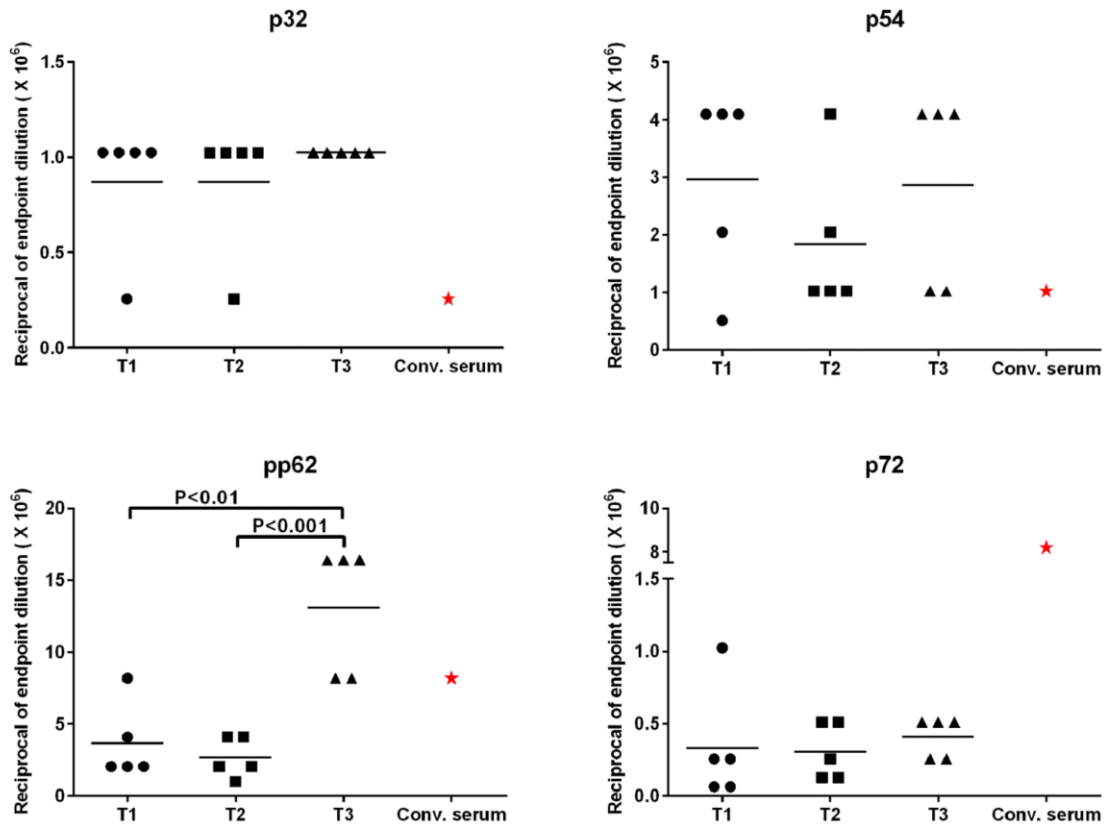 p32
Reciprocal of endpoint dilution ( X 10⁶)
1.5
1.0
0.5
0.0
T1 T2 T3 Conv. serum
p54
Reciprocal of endpoint dilution ( X 10⁶)
5
4
3
2
1
0
T1 T2 T3 Conv. serum
pp62
Reciprocal of endpoint dilution ( X 10⁶)
20
15
10
5
0
P<0.01
P<0.001
T1 T2 T3 Conv. serum
p72
Reciprocal of endpoint dilution ( X 10⁶)
10
8
1.5
1.0
0.5
0.0
T1 T2 T3 Conv. serum